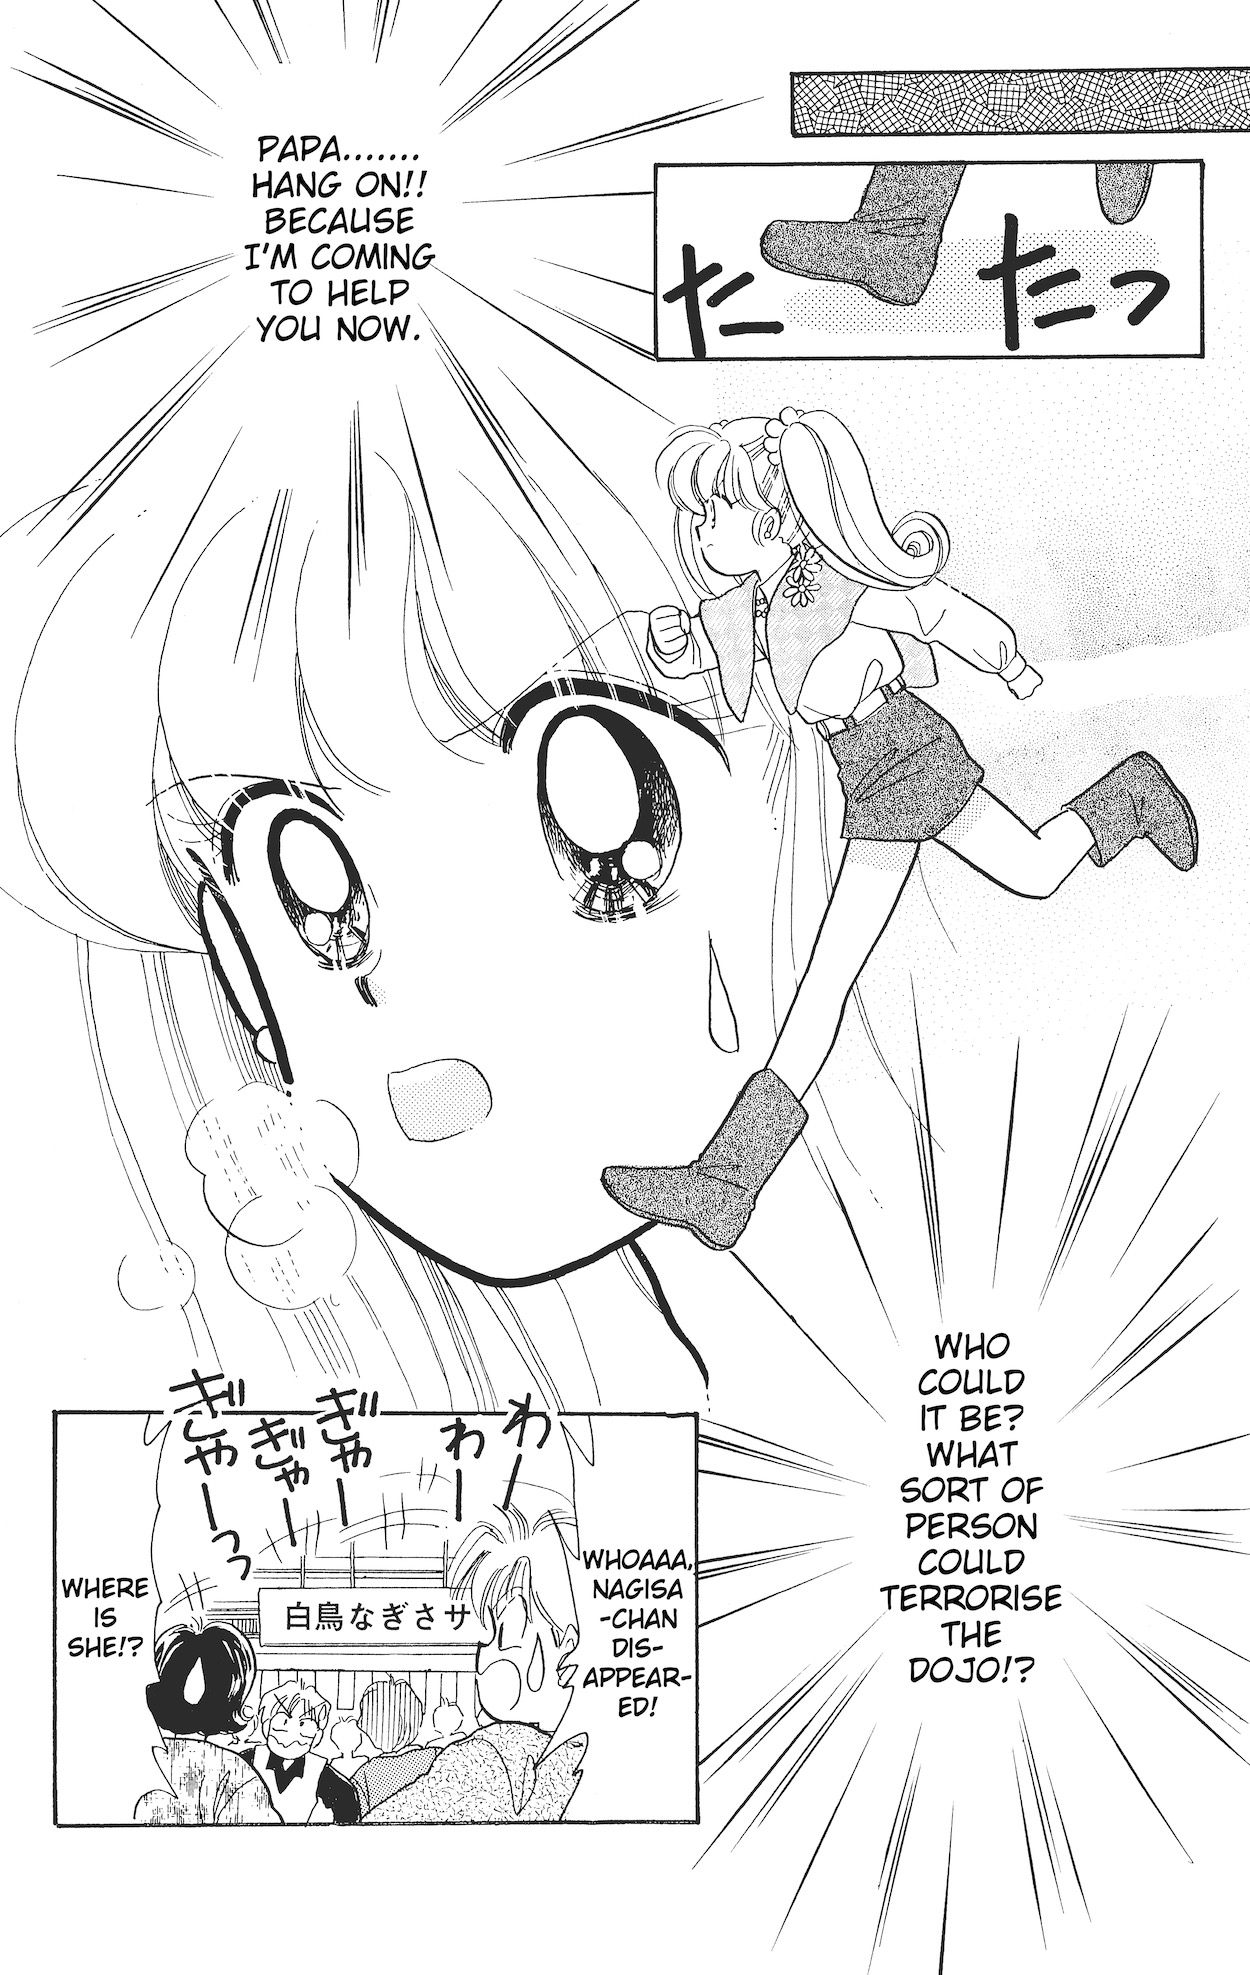 たたっ
PAPA.......
HANG ON!!
BECAUSE
I'M COMING
TO HELP
YOU NOW.
WHO
COULD
IT BE?
WHAT
SORT OF
PERSON
COULD
TERRORISE
THE
DOJO!?
わー
わー
ぎゃー
ぎゃー
ぎゃーっっ
WHOAAA,
NAGISA
-CHAN
DIS-
APPEAR-
ED!
白鳥なぎさサ
WHERE
IS
SHE!?